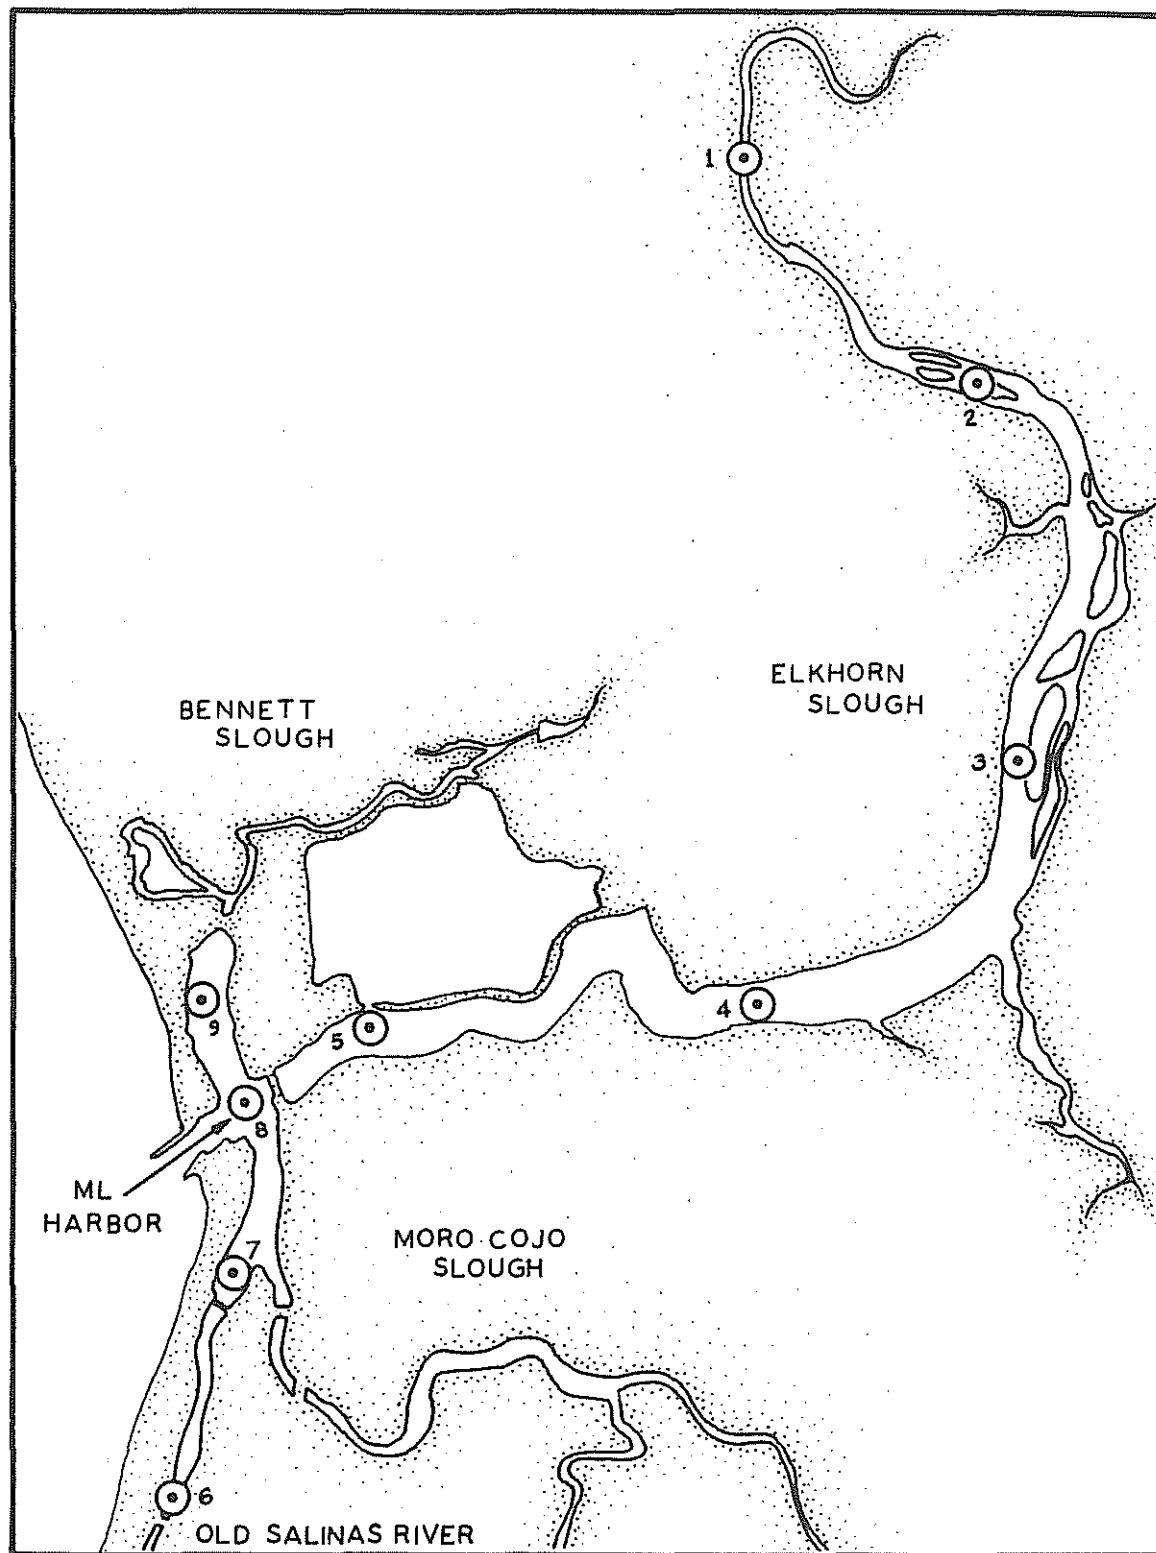 1
2
ELKHORN
SLOUGH
BENNETT
SLOUGH
3
9
5
4
8
ML
HARBOR
7
MORO COJO
SLOUGH
6
OLD SALINAS RIVER